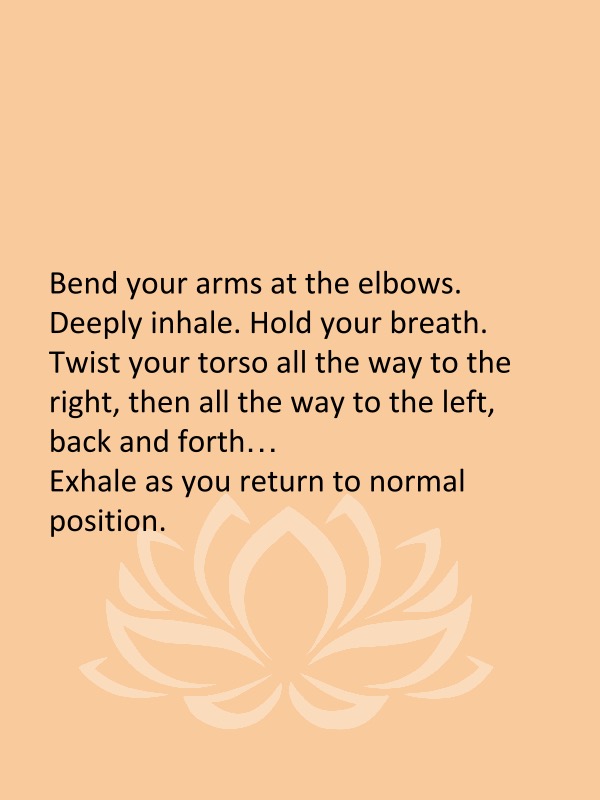 Bend your arms at the elbows.
Deeply inhale. Hold your breath.
Twist your torso all the way to the
right, then all the way to the left,
back and forth…
Exhale as you return to normal
position.